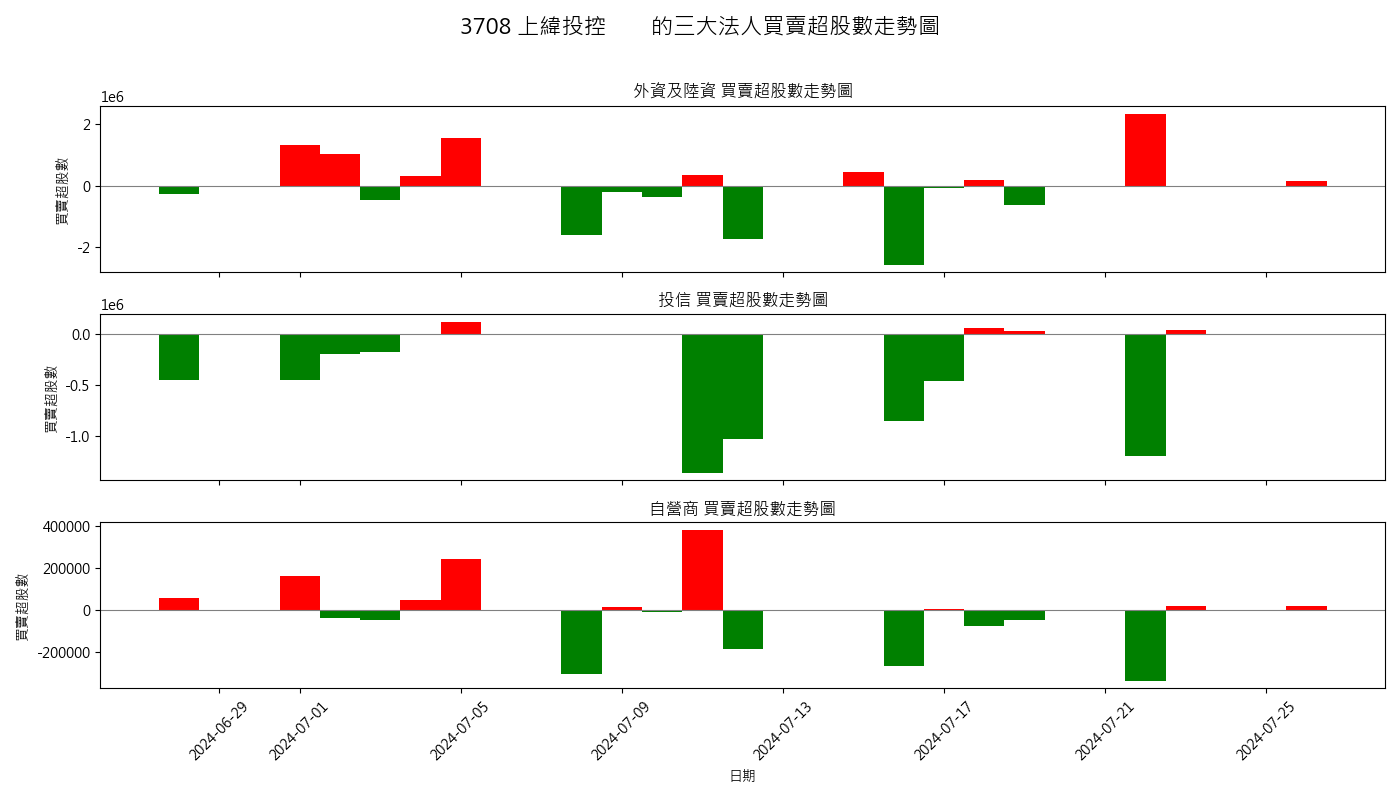 3708 上緯投控 的三大法人買賣超股數走勢圖
外資及陸資 買賣超股數走勢圖
1e6
買賣超股數
2
0
-2
投信 買賣超股數走勢圖
1e6
買賣超股數
0.0
-0.5
-1.0
自營商 買賣超股數走勢圖
買賣超股數
400000
200000
0
-200000
2024-06-29
2024-07-01
2024-07-05
2024-07-09
2024-07-13
2024-07-17
2024-07-21
2024-07-25
日期